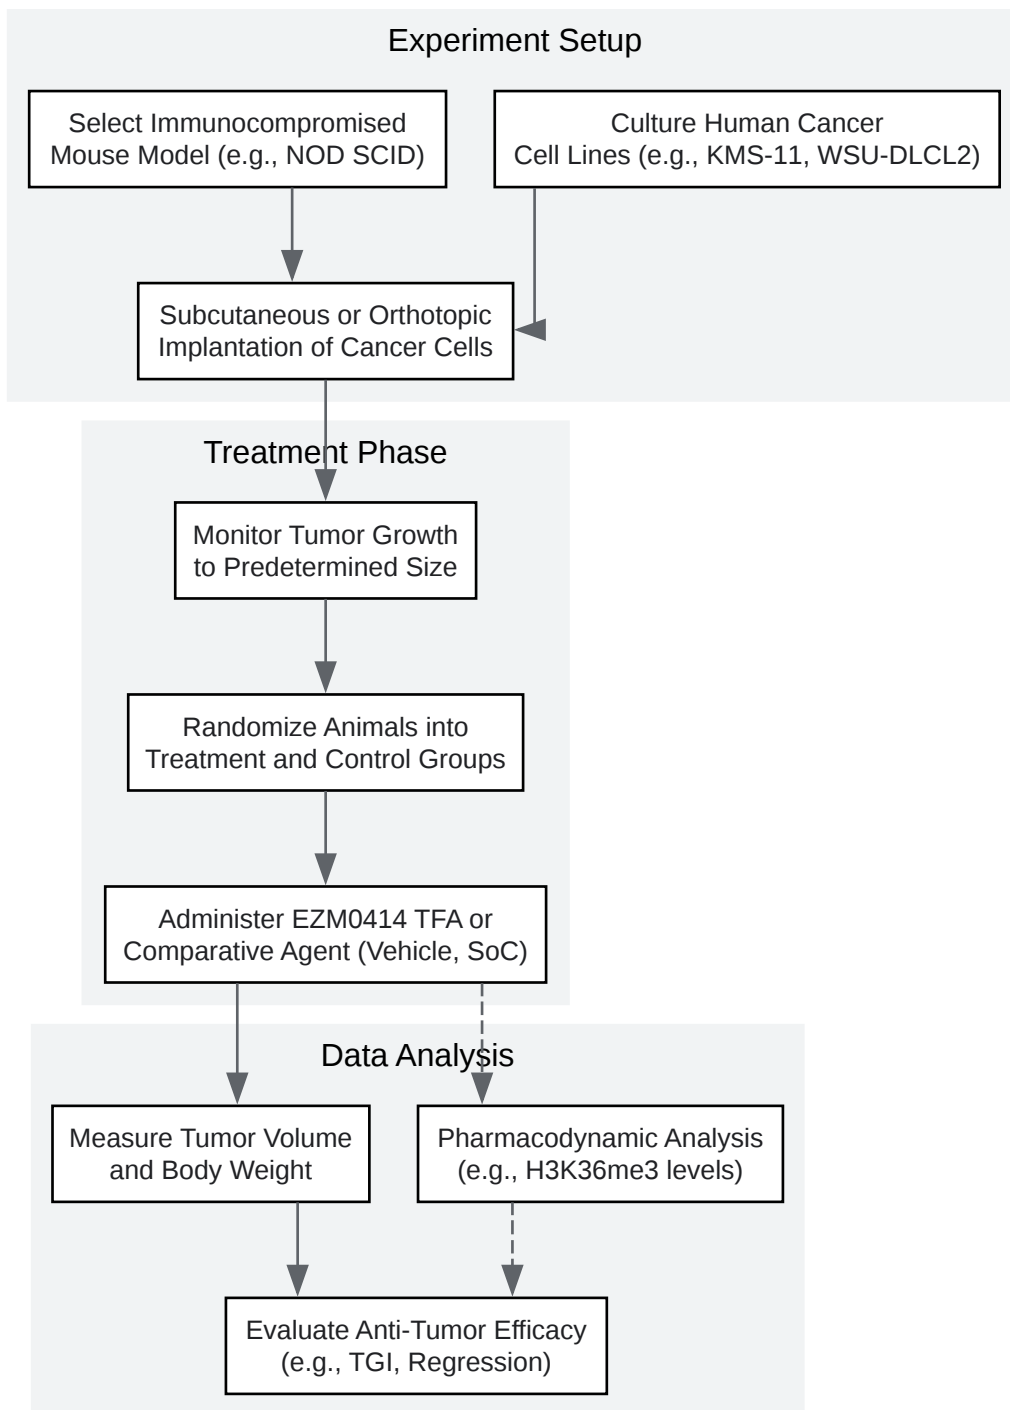 Experiment Setup
Select Immunocompromised
Mouse Model (e.g., NOD SCID)
Culture Human Cancer
Cell Lines (e.g., KMS-11, WSU-DLCL2)
Subcutaneous or Orthotopic
Implantation of Cancer Cells
Treatment Phase
Monitor Tumor Growth
to Predetermined Size
Randomize Animals into
Treatment and Control Groups
Administer EZM0414 TFA or
Comparative Agent (Vehicle, SoC)
Data Analysis
Measure Tumor Volume
and Body Weight
Pharmacodynamic Analysis
(e.g., H3K36me3 levels)
Evaluate Anti-Tumor Efficacy
(e.g., TGI, Regression)